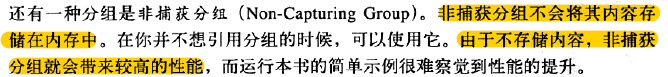 还有一种分组是非捕获分组（Non-Capturing Group）。非捕获分组不会将其内容存
储在内存中。在你并不想引用分组的时候，可以使用它。由于不存储内容，非捕获
分组就会带来较高的性能，而运行本书的简单示例很难察觉到性能的提升。